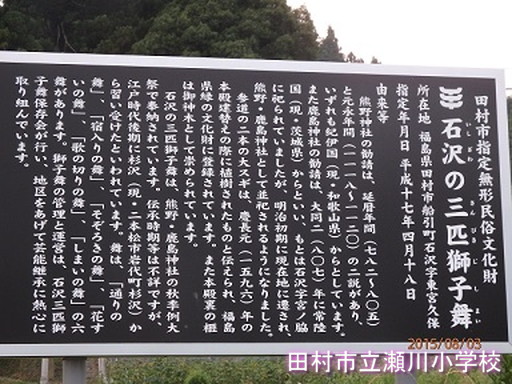 田村市指定無形民俗文化財
石沢の三匹獅子舞
いしざわ さんびき しし まい
所在地 福島県田村市船引町石沢字東宮久保
指定年月日 平成十七年四月十八日
由来等
熊野神社の勧請は、延暦年間（七八二〜八〇五）
と元永年間（一一一八〜一一二〇）の二説があり、
いずれも紀伊国（現・和歌山県）からとしています。
また鹿島神社の勧請は、大同二（八〇七）年に常陸
国（現・茨城県）からといい、もとは石沢字宮ノ脇
に祀られていましたが、明治初期に現在地に遷され、
熊野・鹿島神社として並祀されるようになりました。
参道の二本の大スギは、慶長元（一五九六）年の
本殿建替えの際に植樹されたものと伝えられ、福島
県緑の文化財に登録されています。また本殿裏の榧
は御神木として崇められています。
石沢の三匹獅子舞は、熊野・鹿島神社の秋季例大
祭で奉納されています。伝承時期等は不詳ですが、
江戸時代後期に杉沢（現・二本松市岩代町杉沢）か
ら習い受けたといわれています。舞は、「通りの
舞」、「宿入りの舞」、「そぞろきの舞」、「花す
いの舞」、「歌の切りの舞」、「しまいの舞」の六
舞があります。獅子舞の管理と運営は、石沢三匹獅
子舞保存会が行い、地区をあげて芸能継承に熱心に
取り組んでいます。
2015/08/03
田村市立瀬川小学校